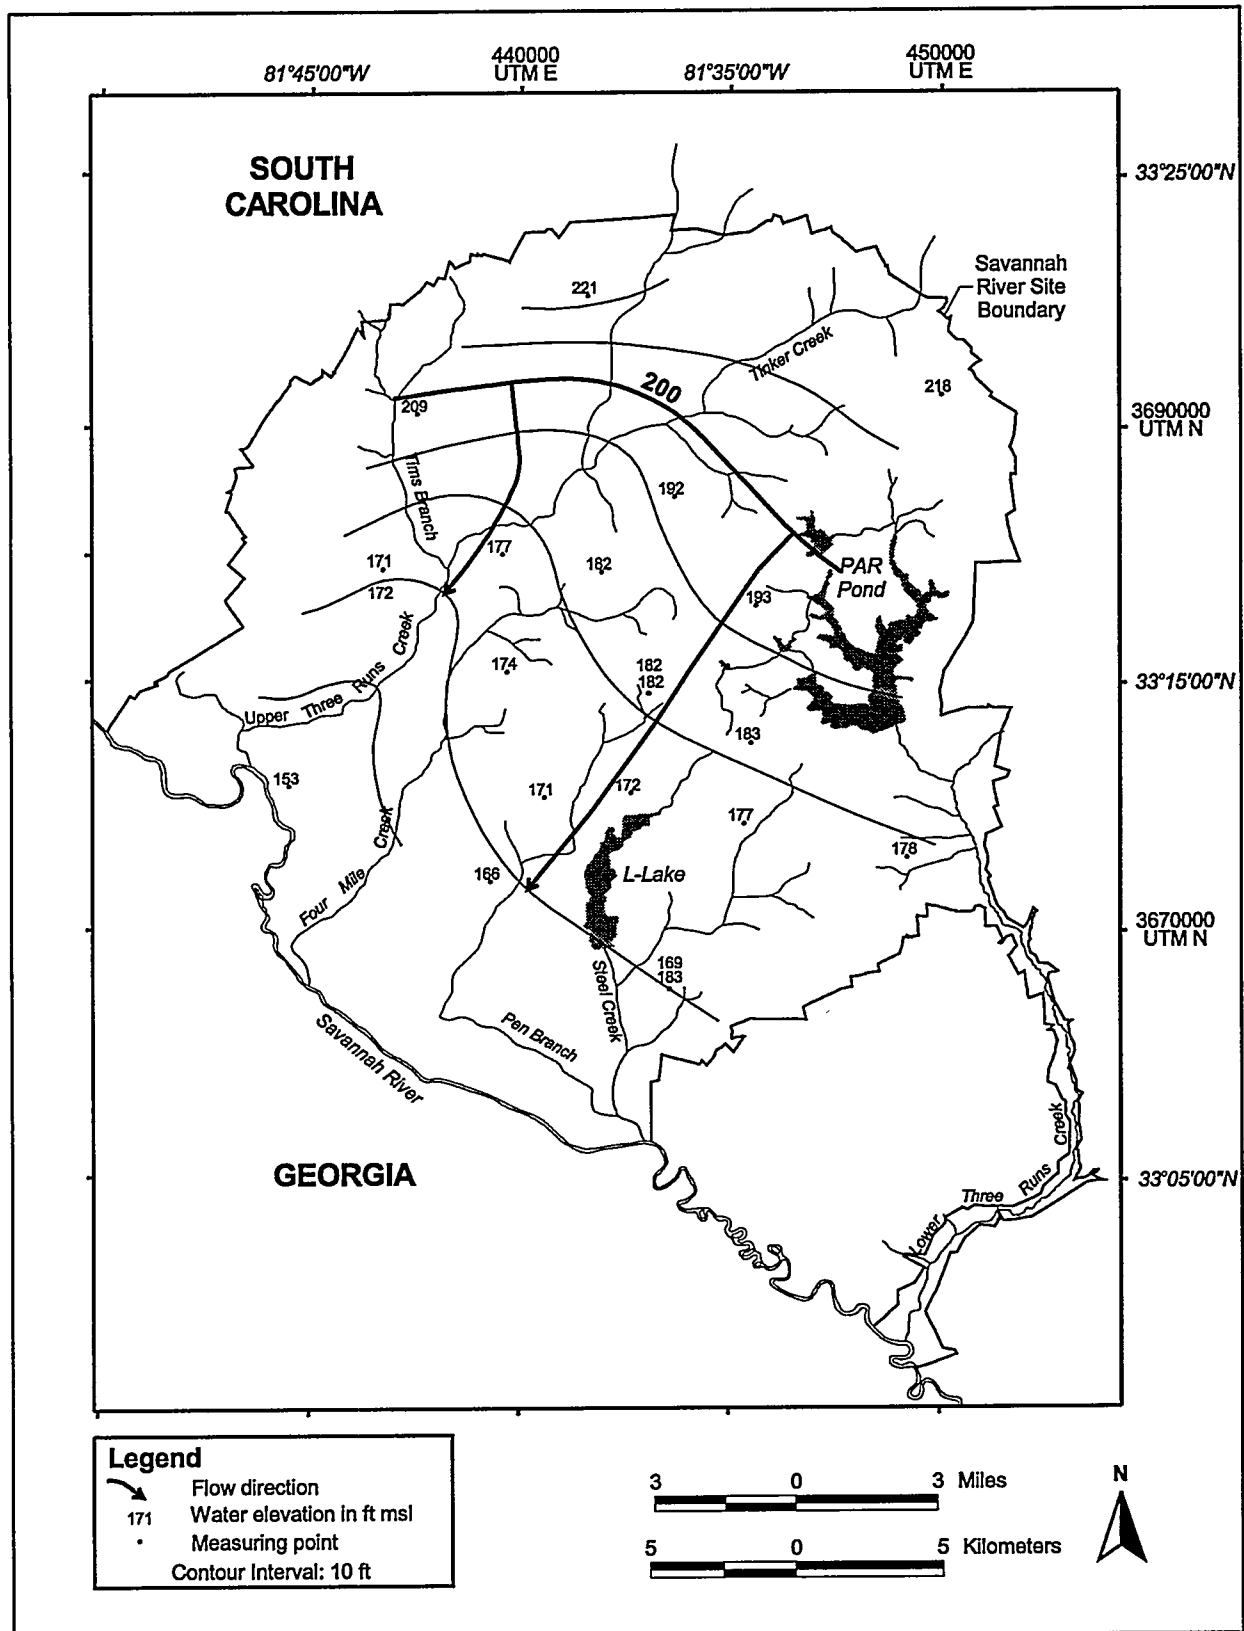 440000
UTM E
450000
UTM E
81°45'00"W
81°35'00"W
SOUTH
CAROLINA
33°25'00"N
Savannah
River Site
Boundary
221
Tinker Creek
218
200
209
3690000
UTM N
Tims Branch
192
177
171
182
172
PAR
Pond
193
Upper Three Runs Creek
174
182
182
33°15'00"N
183
153
171
172
177
178
Four Mile Creek
166
L-Lake
3670000
UTM N
169
183
Steel Creek
Pen Branch
Savannah River
GEORGIA
33°05'00"N
Lower Three Runs Creek
Legend
Flow direction
171 Water elevation in ft msl
Measuring point
Contour Interval: 10 ft
3 0 3 Miles
5 0 5 Kilometers
N